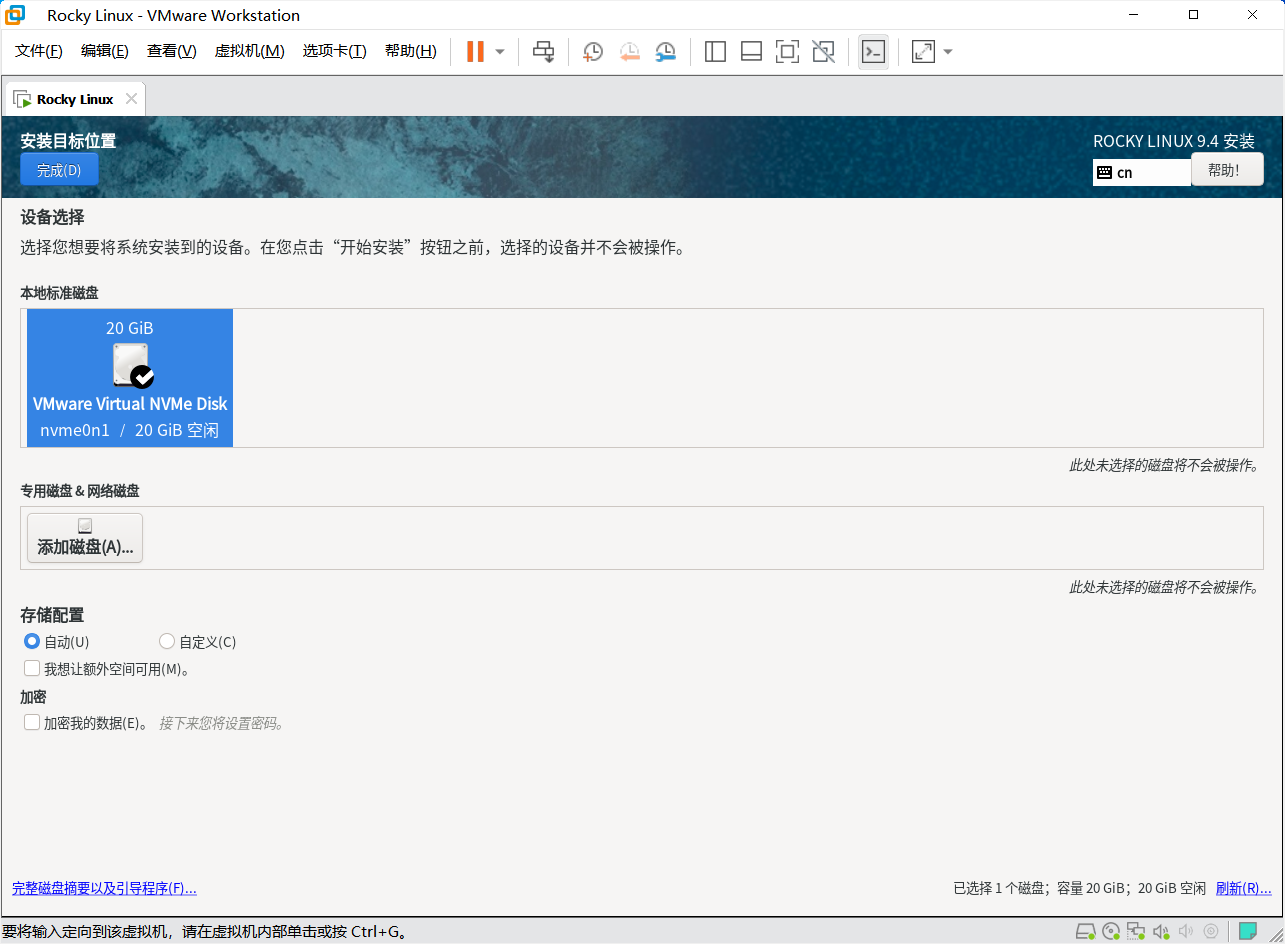 Rocky Linux - VMware Workstation
文件(F) 编辑(E) 查看(V) 虚拟机(M) 选项卡(T) 帮助(H)
Rocky Linux
安装目标位置
ROCKY LINUX 9.4 安装
完成(D)
cn
帮助!
设备选择
选择您想要将系统安装到的设备。在您点击“开始安装”按钮之前，选择的设备并不会被操作。
本地标准磁盘
20 GiB
VMware Virtual NVMe Disk
nvme0n1 / 20 GiB 空闲
此处未选择的磁盘将不会被操作。
专用磁盘 & 网络磁盘
添加磁盘(A)...
此处未选择的磁盘将不会被操作。
存储配置
自动(U) 自定义(C)
我想让额外空间可用(M)。
加密
加密我的数据(E)。 接下来您将设置密码。
完整磁盘摘要以及引导程序(F)...
已选择 1 个磁盘；容量 20 GiB；20 GiB 空闲 刷新(R)...
要将输入定向到该虚拟机，请在虚拟机内部单击或按 Ctrl+G。